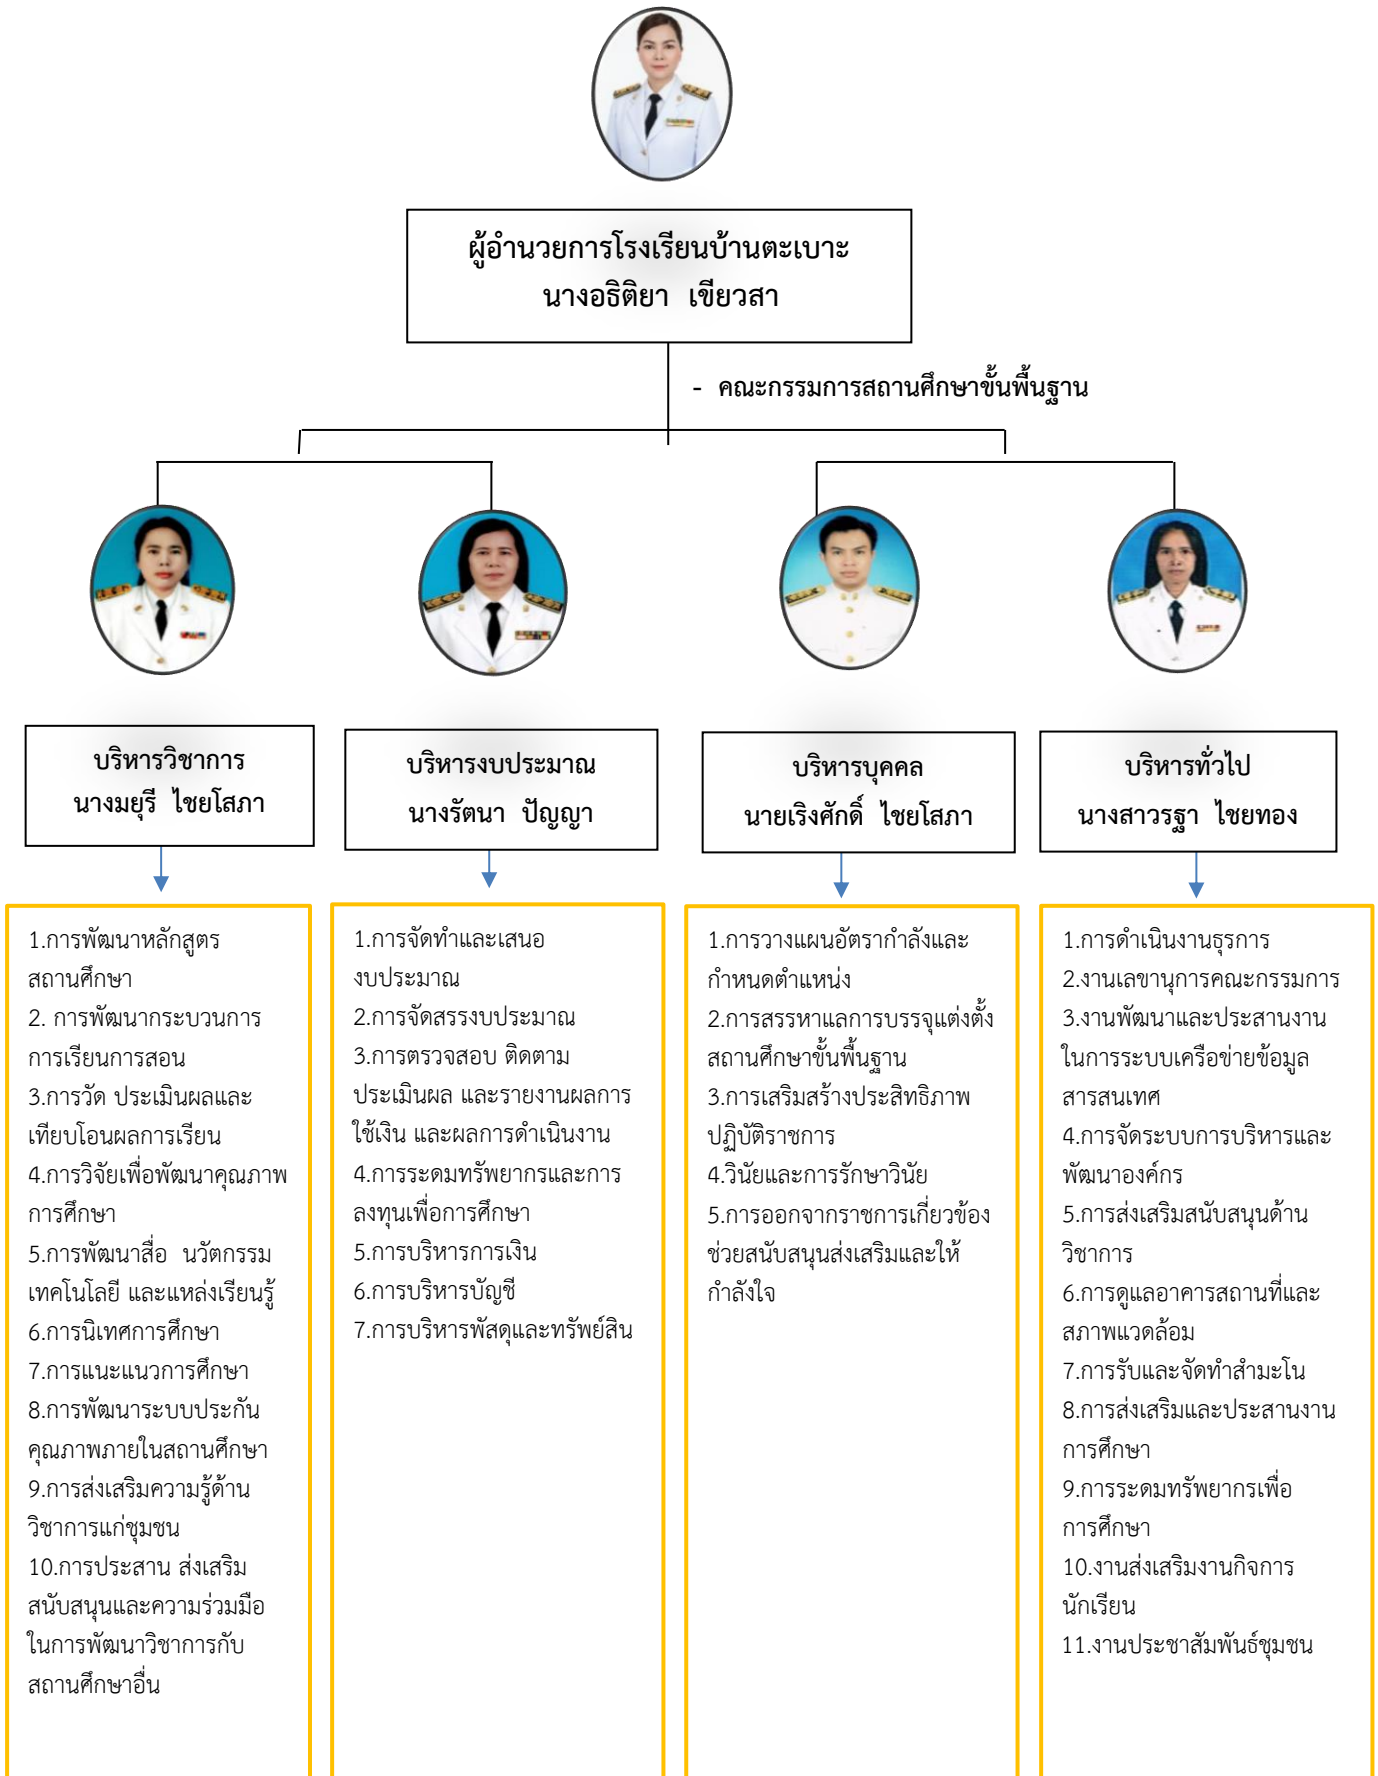 ผู้อำนวยการโรงเรียนบ้านตะเบาะ
นางอธิติยา เขียวสา
- คณะกรรมการสถานศึกษาขั้นพื้นฐาน
บริหารวิชาการ
นางมยุรี ไชยโสภา
บริหารงบประมาณ
นางรัตนา ปัญญา
บริหารบุคคล
นายเริงศักดิ์ ไชยโสภา
บริหารทั่วไป
นางสาวรฐา ไชยทอง
1.การพัฒนาหลักสูตร
สถานศึกษา
2. การพัฒนากระบวนการ
การเรียนการสอน
3.การวัด ประเมินผลและ
เทียบโอนผลการเรียน
4.การวิจัยเพื่อพัฒนาคุณภาพ
การศึกษา
5.การพัฒนาสื่อ นวัตกรรม
เทคโนโลยี และแหล่งเรียนรู้
6.การนิเทศการศึกษา
7.การแนะแนวการศึกษา
8.การพัฒนาระบบประกัน
คุณภาพภายในสถานศึกษา
9.การส่งเสริมความรู้ด้าน
วิชาการแก่ชุมชน
10.การประสาน ส่งเสริม
สนับสนุนและความร่วมมือ
ในการพัฒนาวิชาการกับ
สถานศึกษาอื่น
1.การจัดทำและเสนอ
งบประมาณ
2.การจัดสรรงบประมาณ
3.การตรวจสอบ ติดตาม
ประเมินผล และรายงานผลการ
ใช้เงิน และผลการดำเนินงาน
4.การระดมทรัพยากรและการ
ลงทุนเพื่อการศึกษา
5.การบริหารการเงิน
6.การบริหารบัญชี
7.การบริหารพัสดุและทรัพย์สิน
1.การวางแผนอัตรากำลังและ
กำหนดตำแหน่ง
2.การสรรหาแลการบรรจุแต่งตั้ง
สถานศึกษาขั้นพื้นฐาน
3.การเสริมสร้างประสิทธิภาพ
ปฏิบัติราชการ
4.วินัยและการรักษาวินัย
5.การออกจากราชการเกี่ยวข้อง
ช่วยสนับสนุนส่งเสริมและให้
กำลังใจ
1.การดำเนินงานธุรการ
2.งานเลขานุการคณะกรรมการ
3.งานพัฒนาและประสานงาน
ในการระบบเครือข่ายข้อมูล
สารสนเทศ
4.การจัดระบบการบริหารและ
พัฒนาองค์กร
5.การส่งเสริมสนับสนุนด้าน
วิชาการ
6.การดูแลอาคารสถานที่และ
สภาพแวดล้อม
7.การรับและจัดทำสำมะโน
8.การส่งเสริมและประสานงาน
การศึกษา
9.การระดมทรัพยากรเพื่อ
การศึกษา
10.งานส่งเสริมงานกิจการ
นักเรียน
11.งานประชาสัมพันธ์ชุมชน